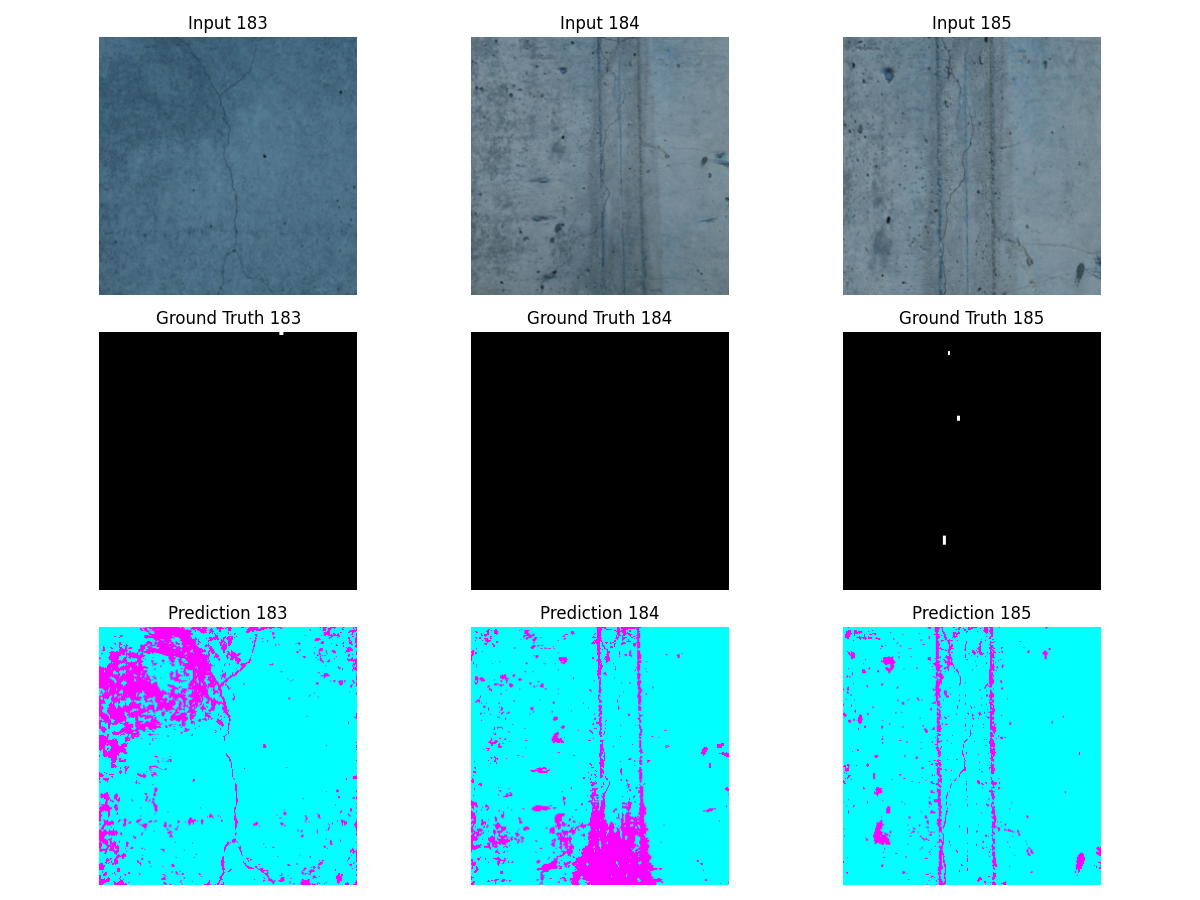 Input 183
Input 184
Input 185
Ground Truth 183
Ground Truth 184
Ground Truth 185
Prediction 183
Prediction 184
Prediction 185